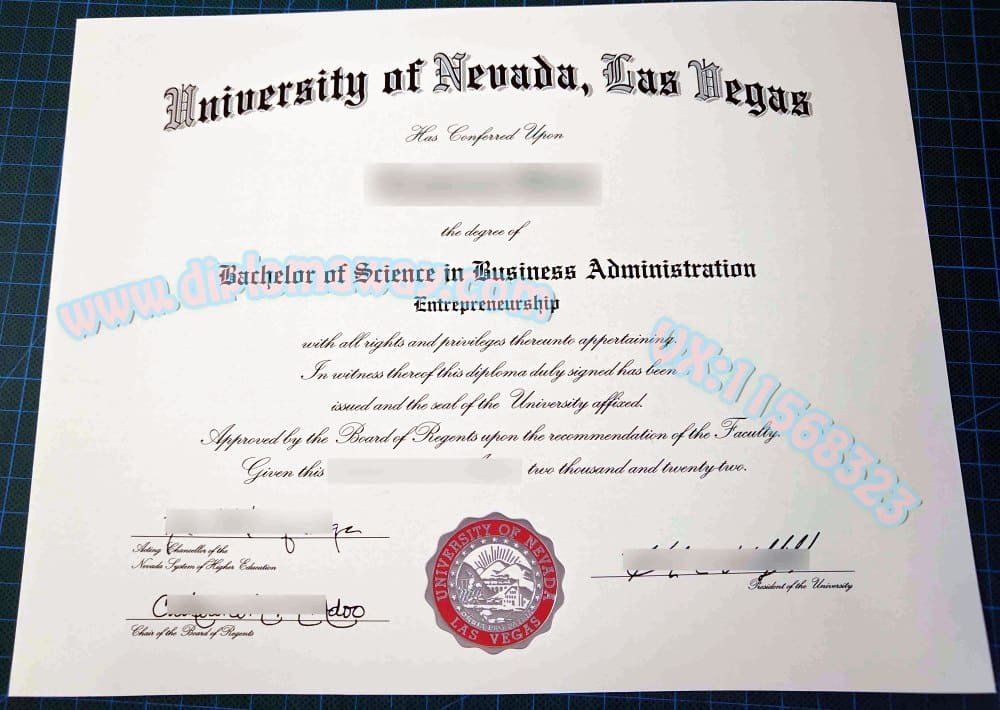 University of Nevada, Las Vegas
Has Conferred Upon
the degree of
Bachelor of Science in Business Administration
Entrepreneurship
www.diplomsway.com
with all rights and privileges thereunto appertaining.
VX:11568323
In witness thereof this diploma duly signed has been
issued and the seal of the University affixed.
Approved by the Board of Regents upon the recommendation of the Faculty.
Given this two thousand and twenty-two.
Acting Chancellor of the
Nevada System of Higher Education
President of the University
Chair of the Board of Regents
UNIVERSITY OF NEVADA
LAS VEGAS